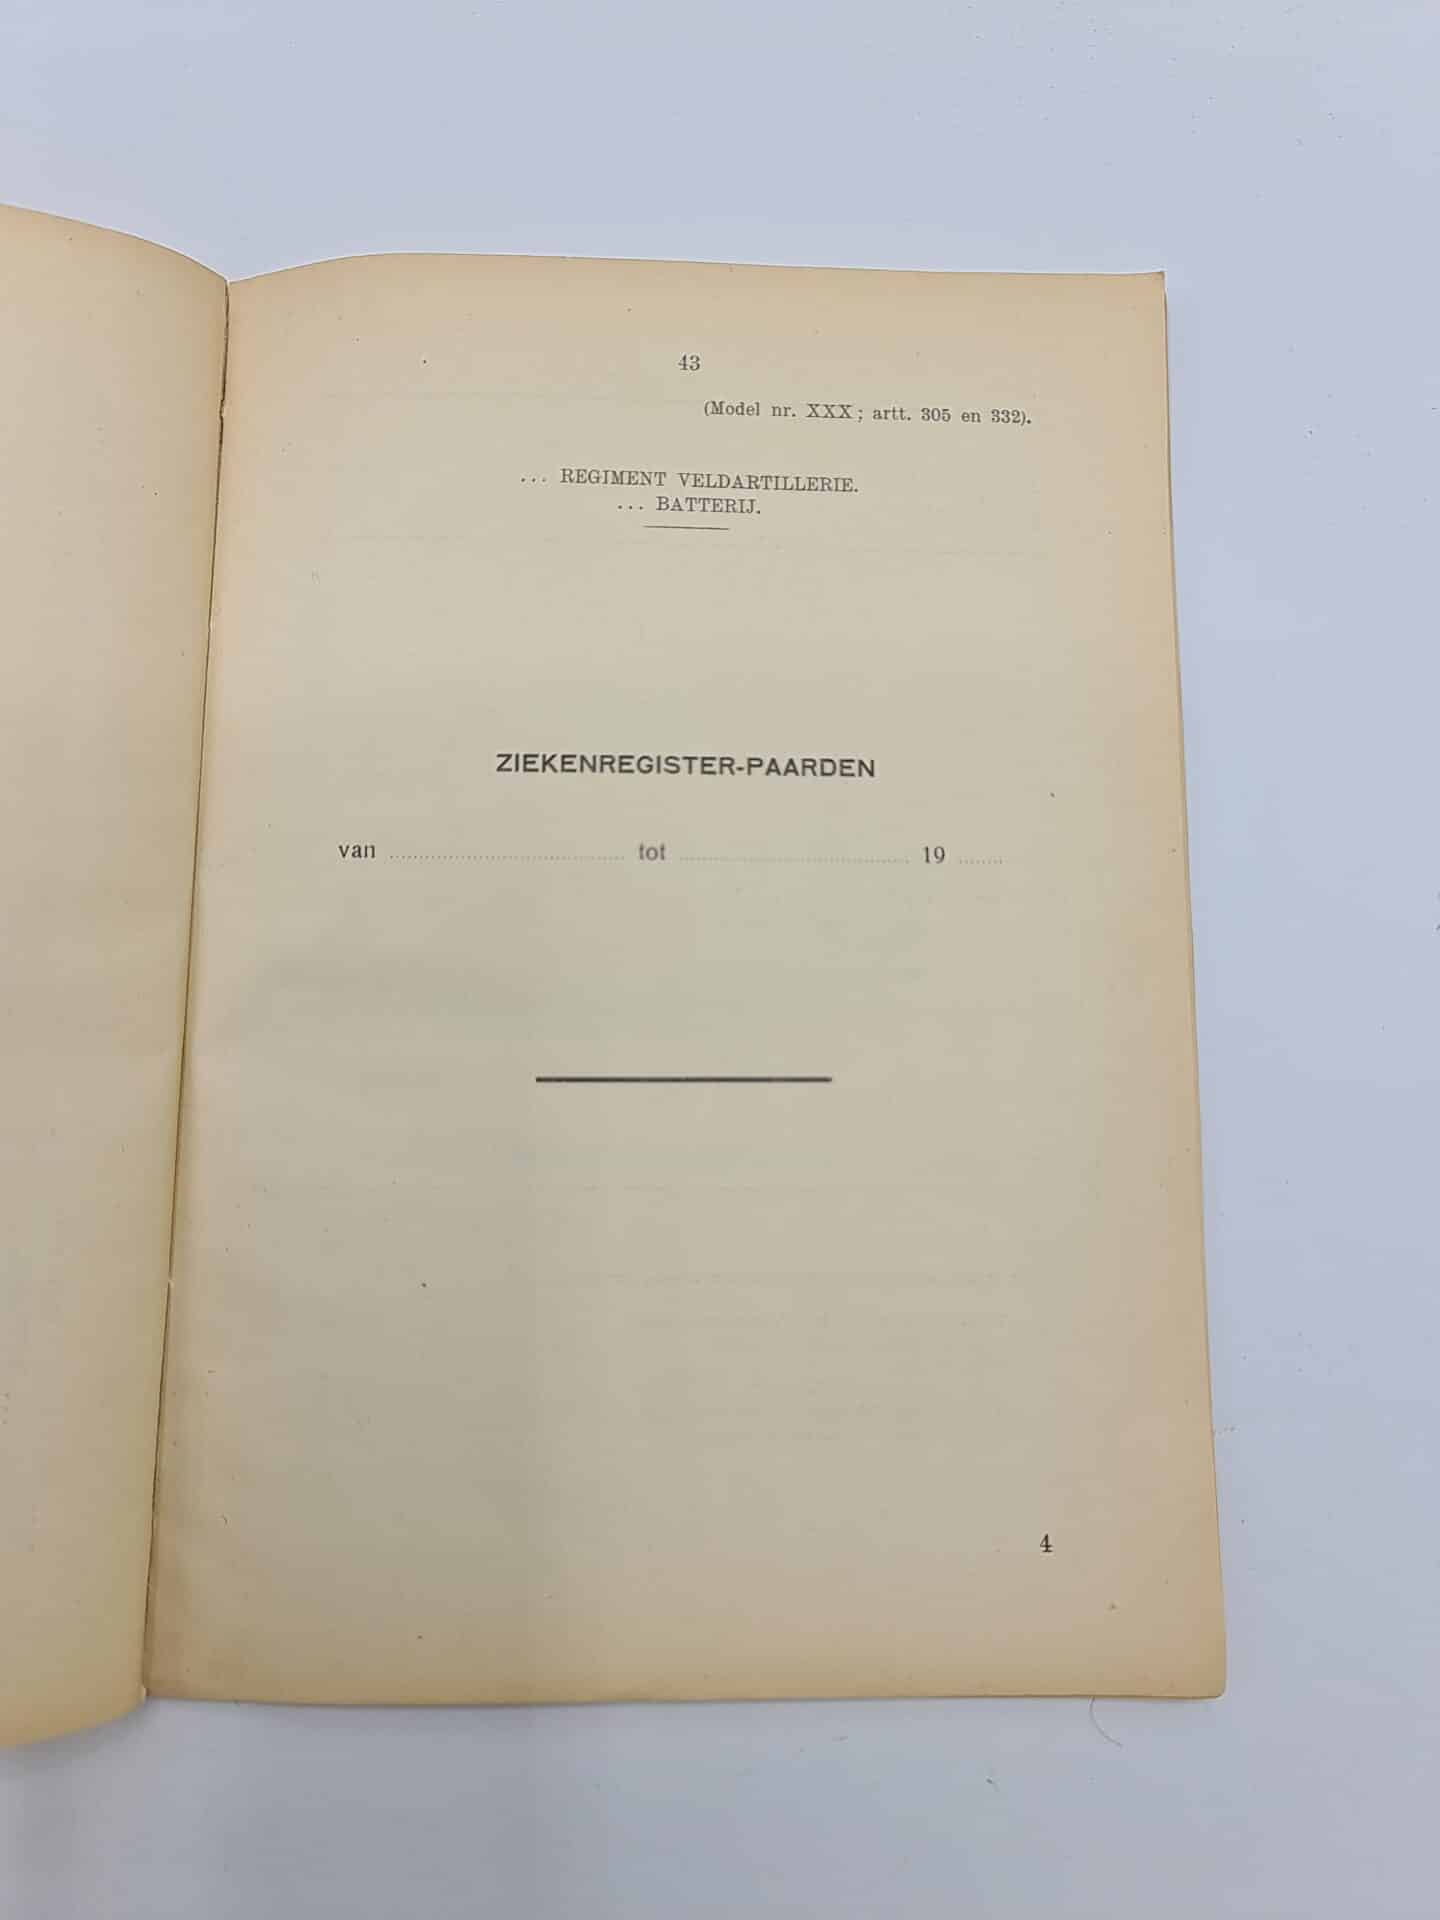 43
(Model nr. XXX; artt. 305 en 332).
... REGIMENT VELDARTILLERIE.
... BATTERIJ.
ZIEKENREGISTER-PAARDEN
van ........................................ tot ........................................ 19 ........
4